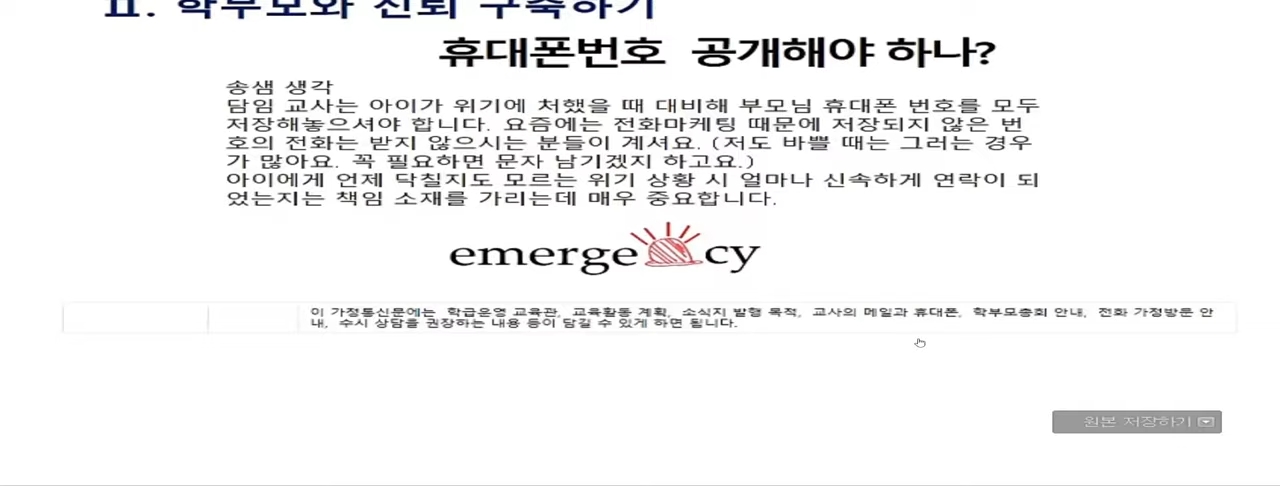 II. 학부모와 신뢰 구축하기
휴대폰번호 공개해야 하나?
송샘 생각
담임 교사는 아이가 위기에 처했을 때 대비해 부모님 휴대폰 번호를 모두
저장해놓으셔야 합니다. 요즘에는 전화마케팅 때문에 저장되지 않은 번
호의 전화는 받지 않으시는 분들이 계셔요. (저도 바쁠 때는 그러는 경우
가 많아요. 꼭 필요하면 문자 남기겠지 하고요.)
아이에게 언제 닥칠지도 모르는 위기 상황 시 얼마나 신속하게 연락이 되
었는지는 책임 소재를 가리는데 매우 중요합니다.
emerge cy
이 가정통신문에는 학급운영 교육관, 교육활동 계획, 소식지 발행 목적, 교사의 메일과 휴대폰, 학부모총회 안내, 전화 가정방문 안
내, 수시 상담을 권장하는 내용 등이 담길 수 있게 하면 됩니다.
원본 저장하기